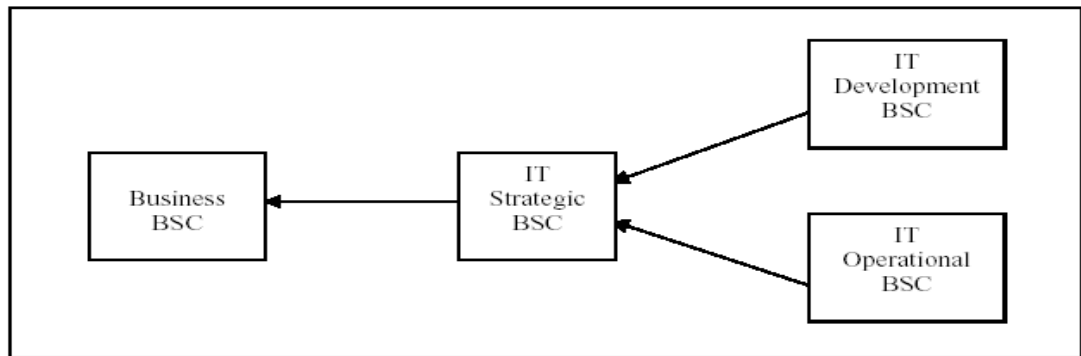 Business
BSC
IT
Strategic
BSC
IT
Development
BSC
IT
Operational
BSC